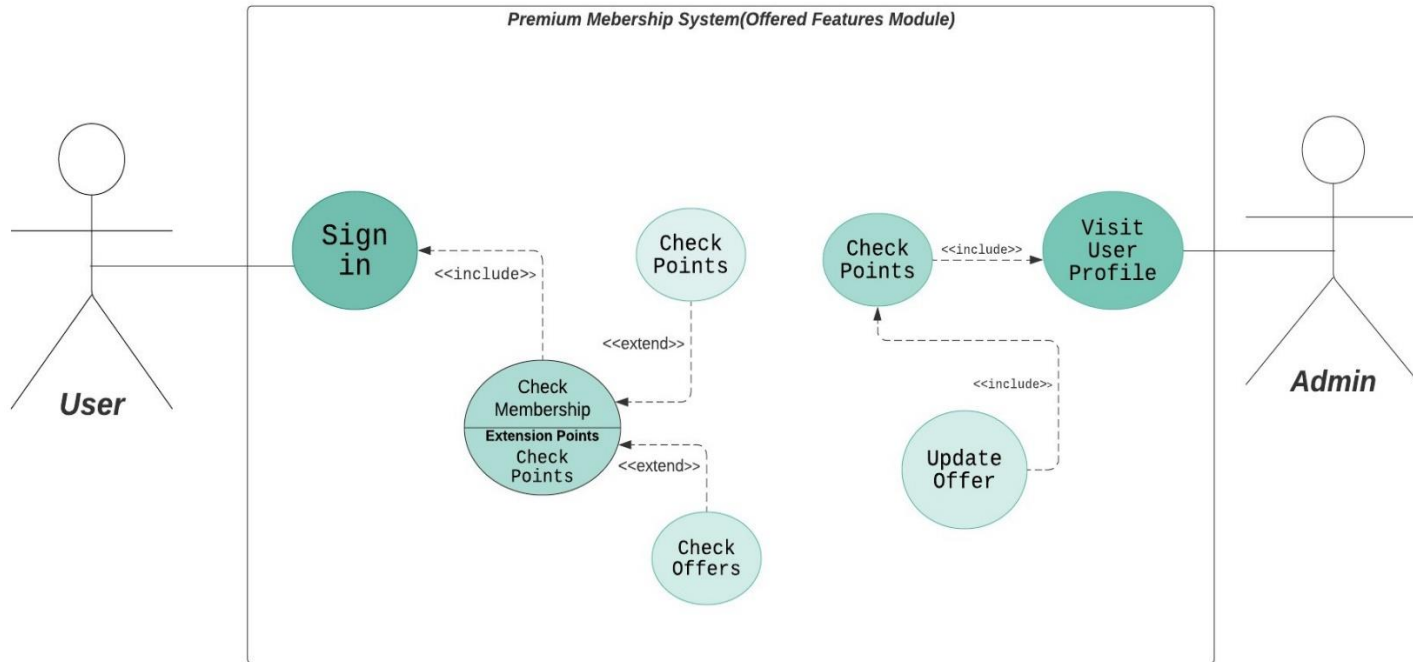 Premium Mebership System(Offered Features Module)
Sign
in
<<include>>
Check
Points
<<extend>>
Check
Membership
Extension Points
Check
Points
<<extend>>
Check
Offers
User
Check
Points
<<include>>
Visit
User
Profile
<<include>>
Update
Offer
Admin